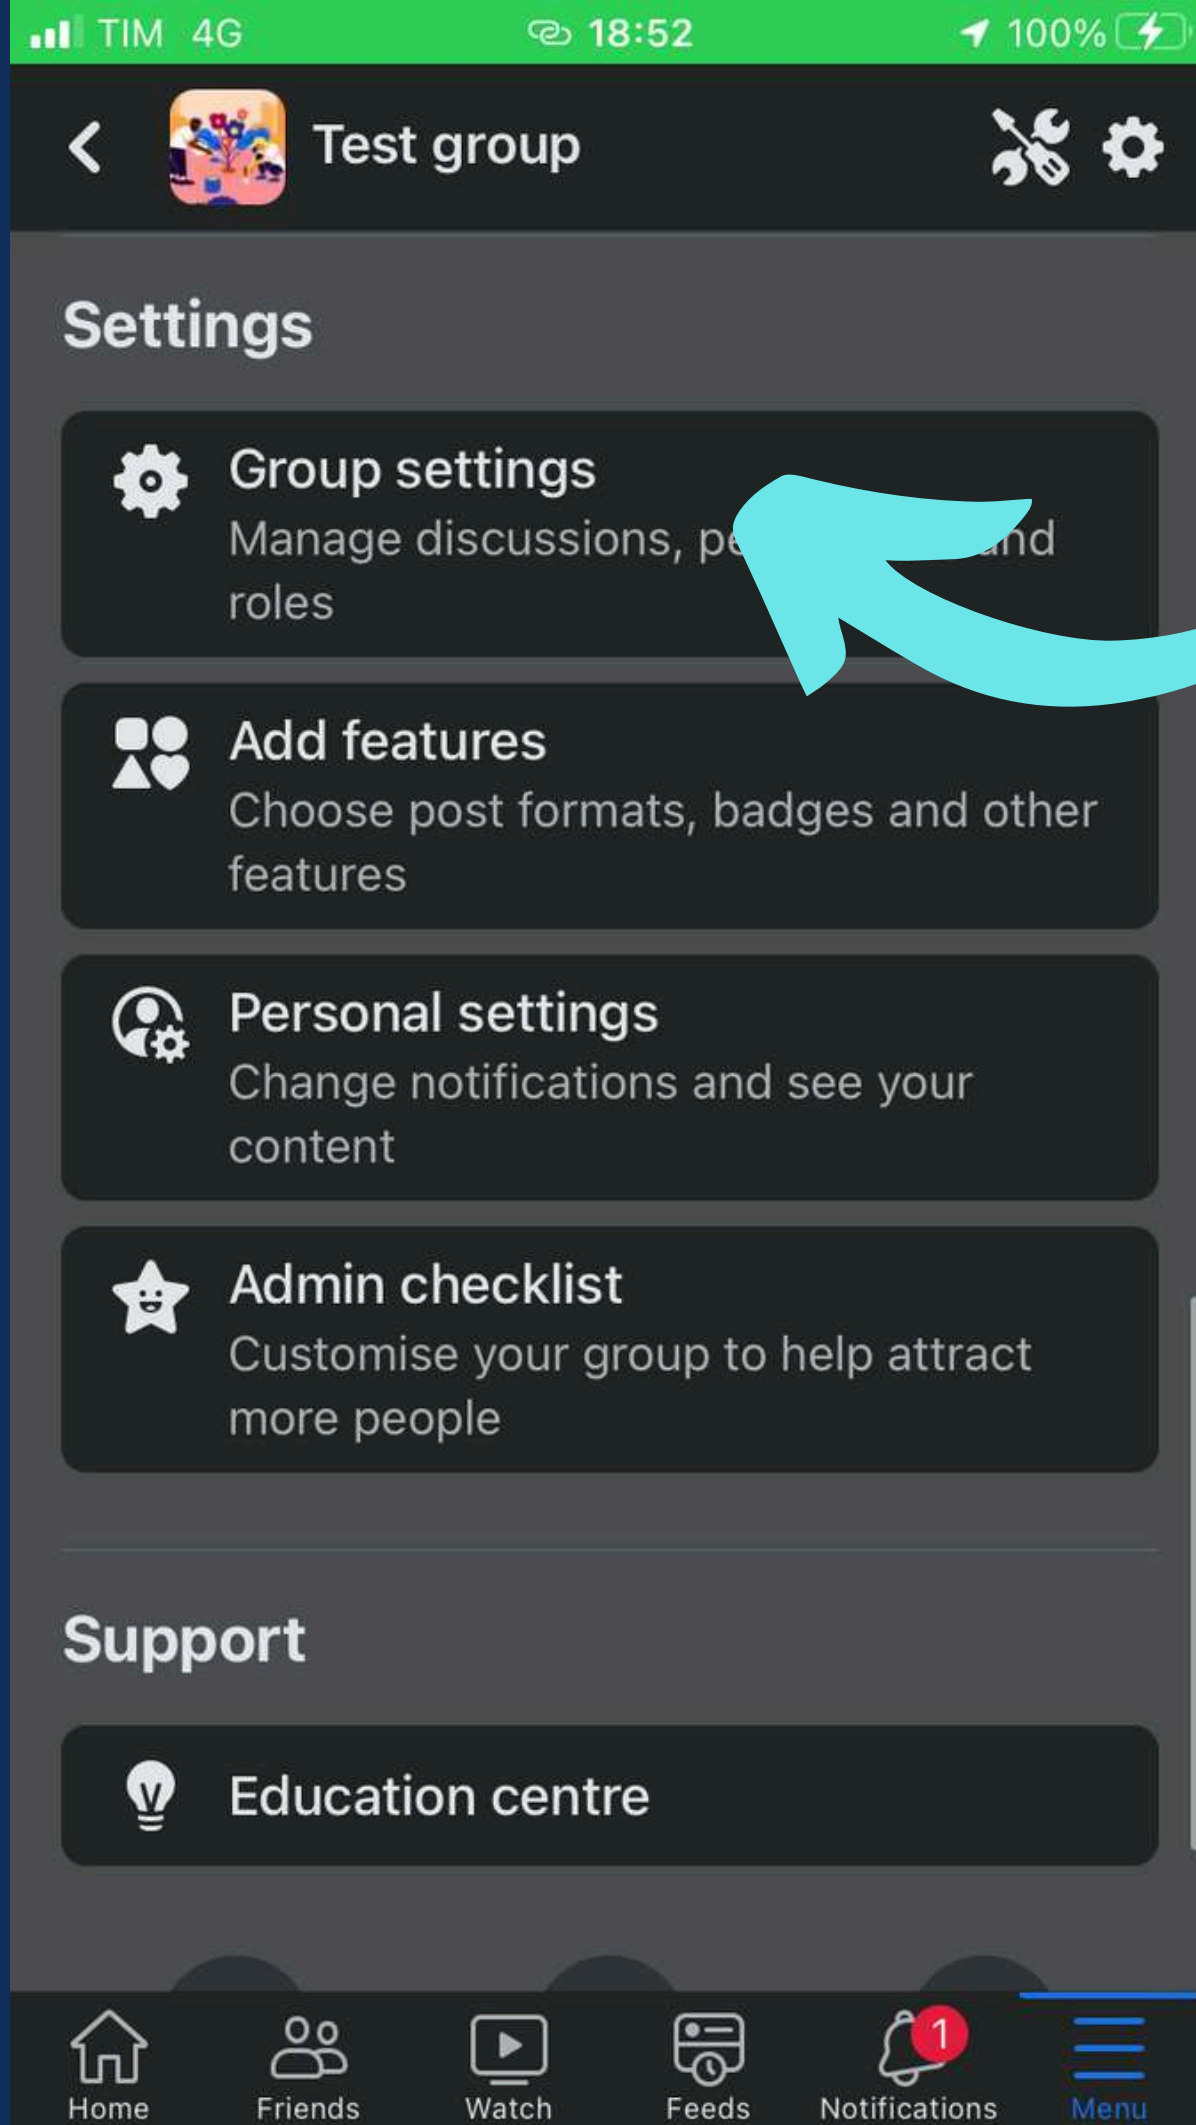 TIM 4G 18:52 100%
Test group
Settings
Group settings
Manage discussions, and
roles
Add features
Choose post formats, badges and other
features
Personal settings
Change notifications and see your
content
Admin checklist
Customise your group to help attract
more people
Support
Education centre
1
Home Friends Watch Feeds Notifications Menu